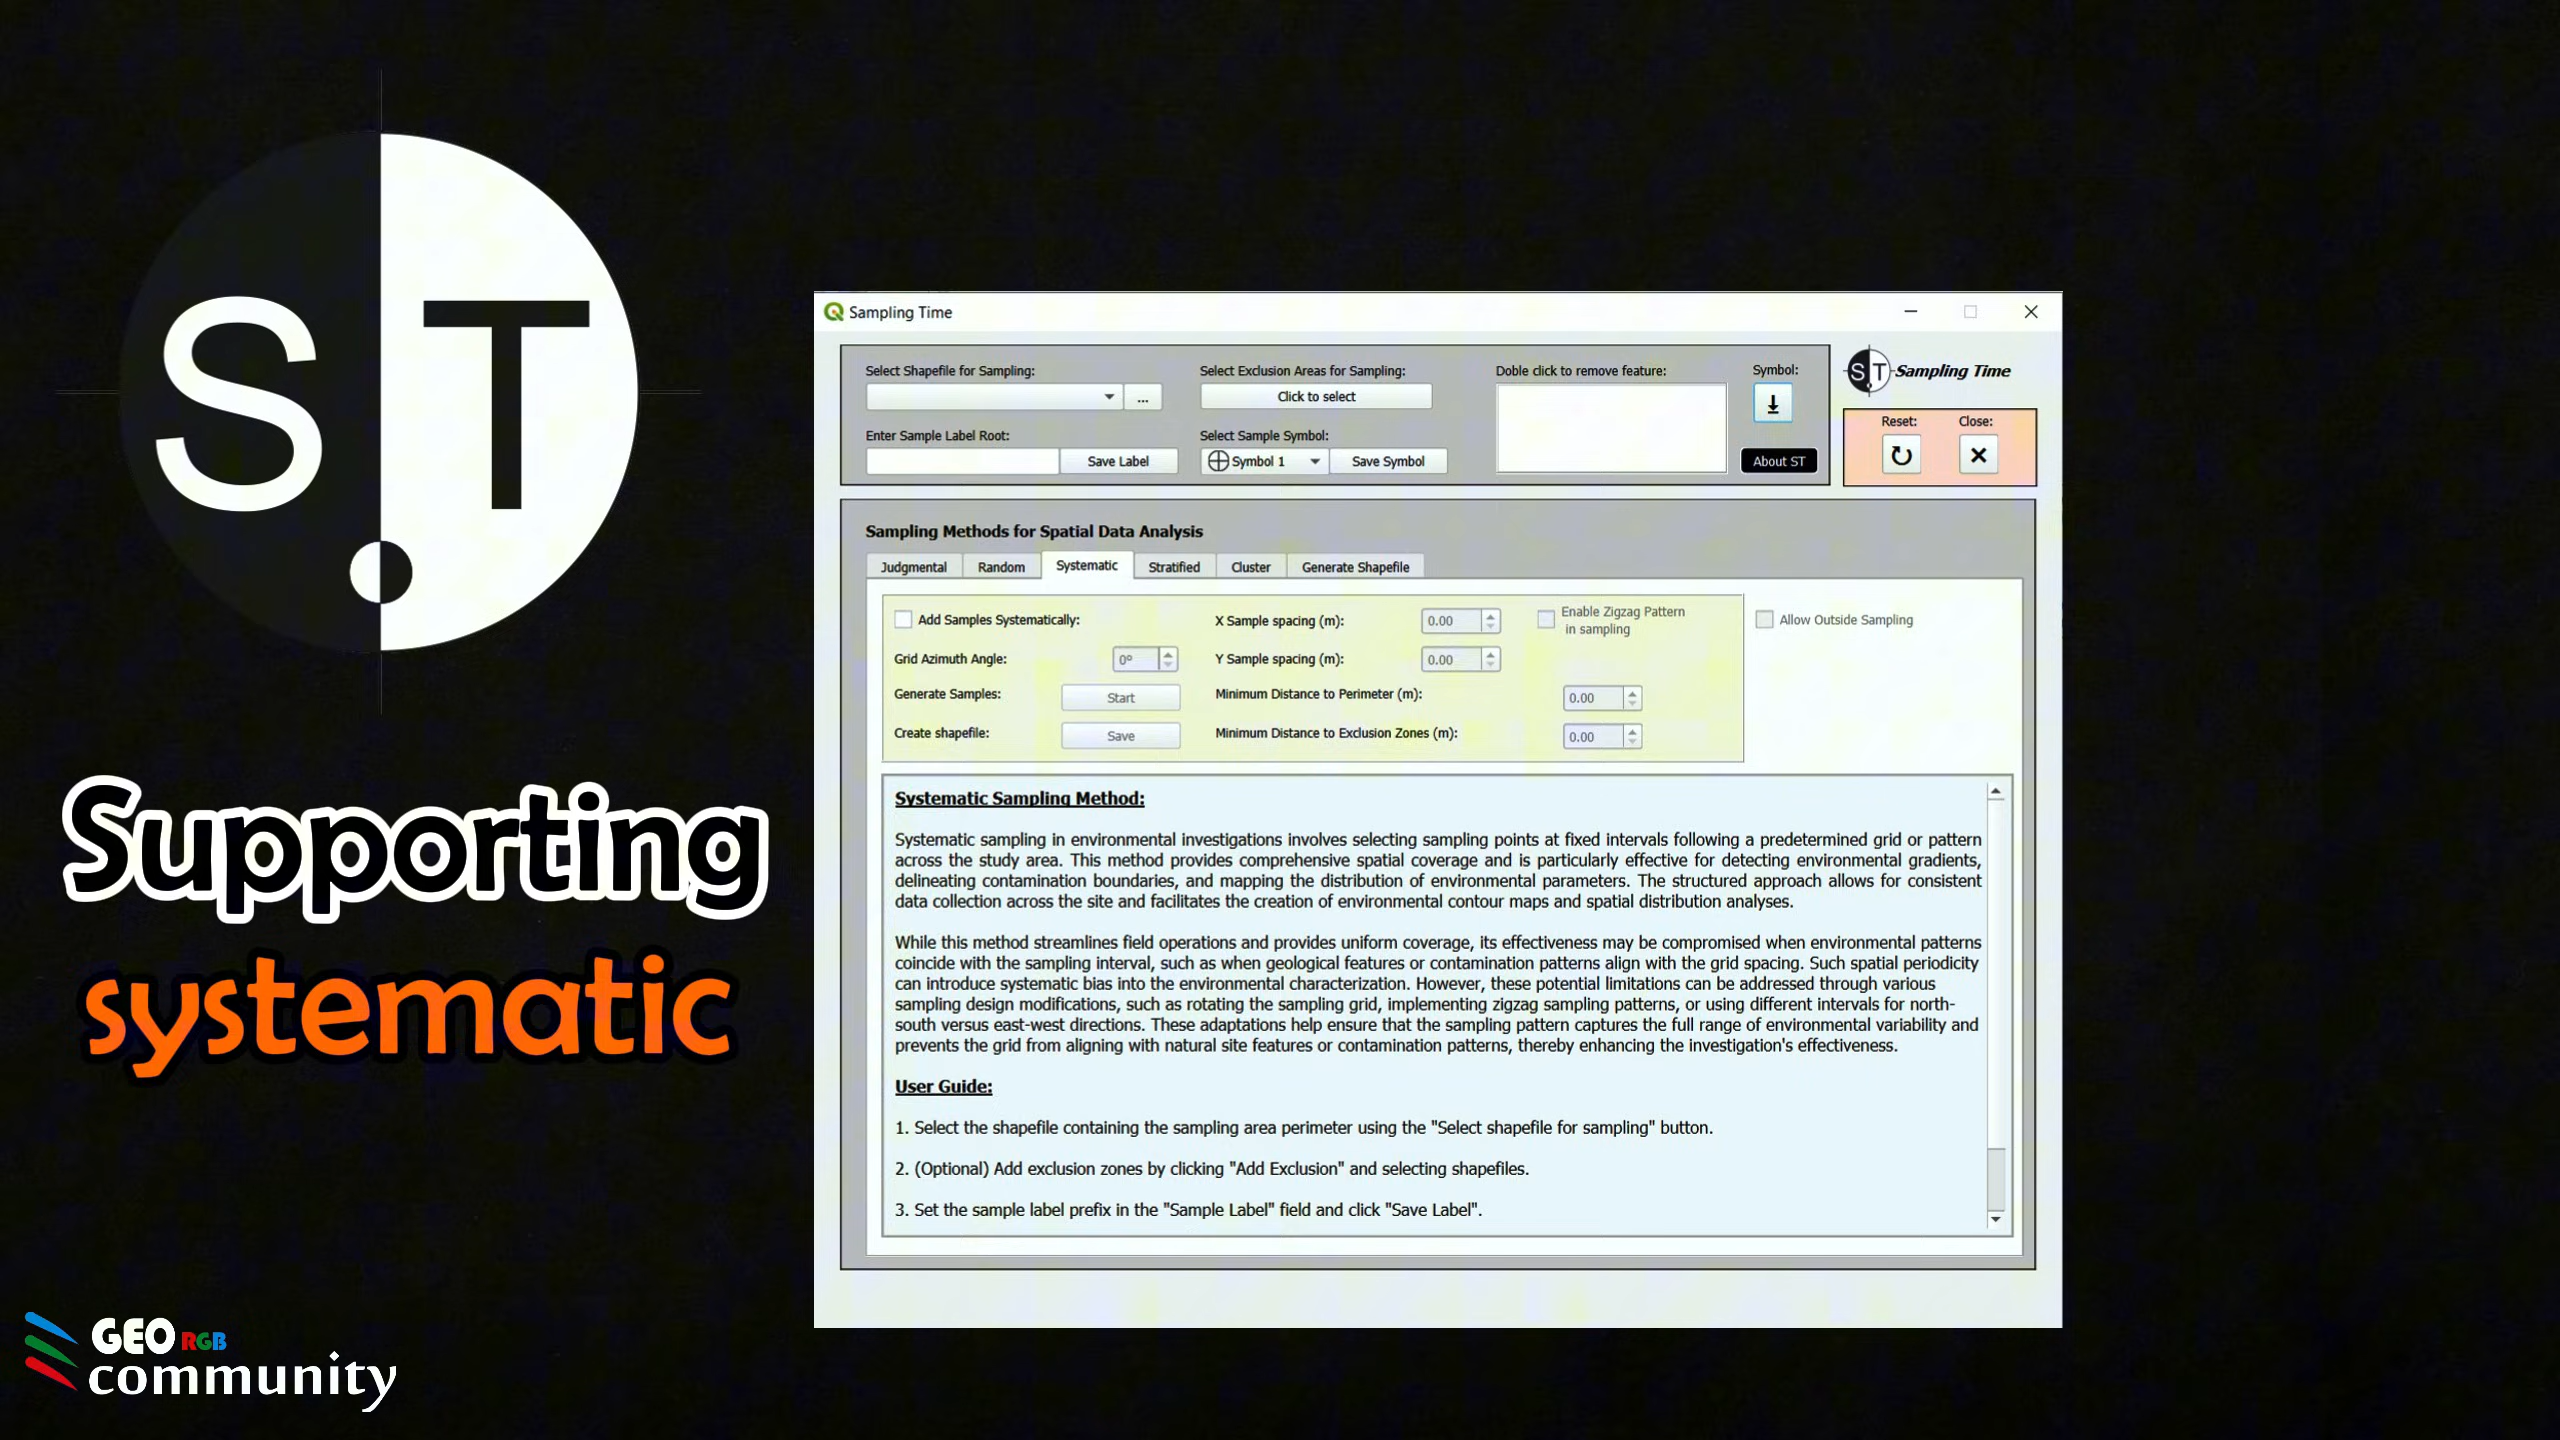 S.T
Supporting
systematic
GEO RGB
community
Sampling Time
Select Shapefile for Sampling:
...
Enter Sample Label Root:
Save Label
Select Exclusion Areas for Sampling:
Click to select
Select Sample Symbol:
Symbol 1
Save Symbol
Doble click to remove feature:
Symbol:
About ST
S.T Sampling Time
Reset:
Close:
Sampling Methods for Spatial Data Analysis
Judgmental Random Systematic Stratified Cluster Generate Shapefile
Add Samples Systematically:
X Sample spacing (m): 0.00
Enable Zigzag Pattern
in sampling
Allow Outside Sampling
Grid Azimuth Angle: 0º
Y Sample spacing (m): 0.00
Generate Samples: Start
Minimum Distance to Perimeter (m): 0.00
Create shapefile: Save
Minimum Distance to Exclusion Zones (m): 0.00
Systematic Sampling Method:
Systematic sampling in environmental investigations involves selecting sampling points at fixed intervals following a predetermined grid or pattern
across the study area. This method provides comprehensive spatial coverage and is particularly effective for detecting environmental gradients,
delineating contamination boundaries, and mapping the distribution of environmental parameters. The structured approach allows for consistent
data collection across the site and facilitates the creation of environmental contour maps and spatial distribution analyses.
While this method streamlines field operations and provides uniform coverage, its effectiveness may be compromised when environmental patterns
coincide with the sampling interval, such as when geological features or contamination patterns align with the grid spacing. Such spatial periodicity
can introduce systematic bias into the environmental characterization. However, these potential limitations can be addressed through various
sampling design modifications, such as rotating the sampling grid, implementing zigzag sampling patterns, or using different intervals for north-
south versus east-west directions. These adaptations help ensure that the sampling pattern captures the full range of environmental variability and
prevents the grid from aligning with natural site features or contamination patterns, thereby enhancing the investigation's effectiveness.
User Guide:
1. Select the shapefile containing the sampling area perimeter using the "Select shapefile for sampling" button.
2. (Optional) Add exclusion zones by clicking "Add Exclusion" and selecting shapefiles.
3. Set the sample label prefix in the "Sample Label" field and click "Save Label".